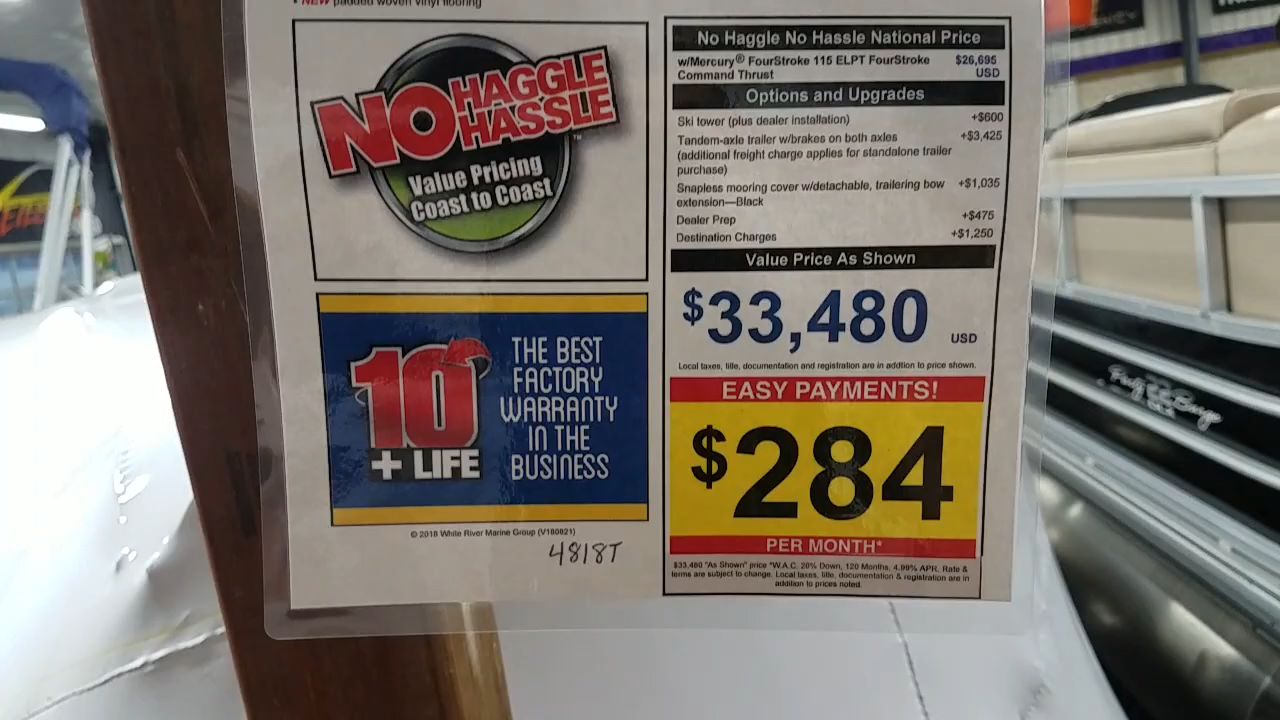 • NEW padded woven vinyl flooring
NO HAGGLE
HASSLE
™
Value Pricing
Coast to Coast
10
+ LIFE
THE BEST
FACTORY
WARRANTY
IN THE
BUSINESS
© 2018 White River Marine Group (V180821)
4818T
No Haggle No Hassle National Price
w/Mercury® FourStroke 115 ELPT FourStroke $26,695
Command Thrust USD
Options and Upgrades
Ski tower (plus dealer installation) +$600
Tandem-axle trailer w/brakes on both axles +$3,425
(additional freight charge applies for standalone trailer
purchase)
Snapless mooring cover w/detachable, trailering bow +$1,035
extension—Black
Dealer Prep +$475
Destination Charges +$1,250
Value Price As Shown
$33,480 USD
Local taxes, title, documentation and registration are in addtion to price shown.
EASY PAYMENTS!
$284
PER MONTH*
$33,480 "As Shown" price *W.A.C. 20% Down, 120 Months, 4.99% APR. Rate &
terms are subject to change. Local taxes, title, documentation & registration are in
addition to prices noted.
Party Barge